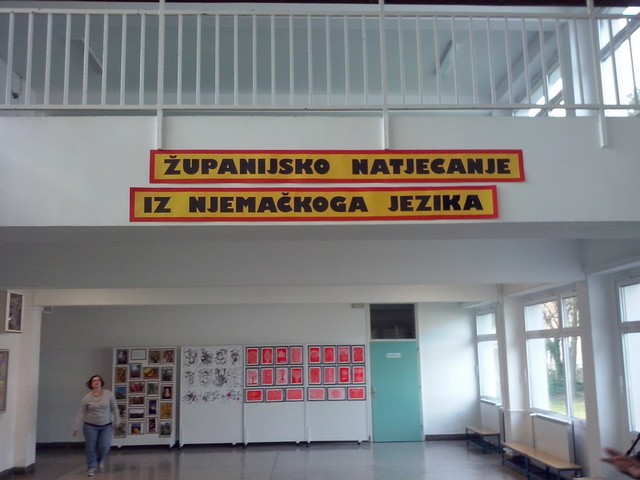 ŽUPANIJSKO NATJECANJE
IZ NJEMAČKOGA JEZIKA